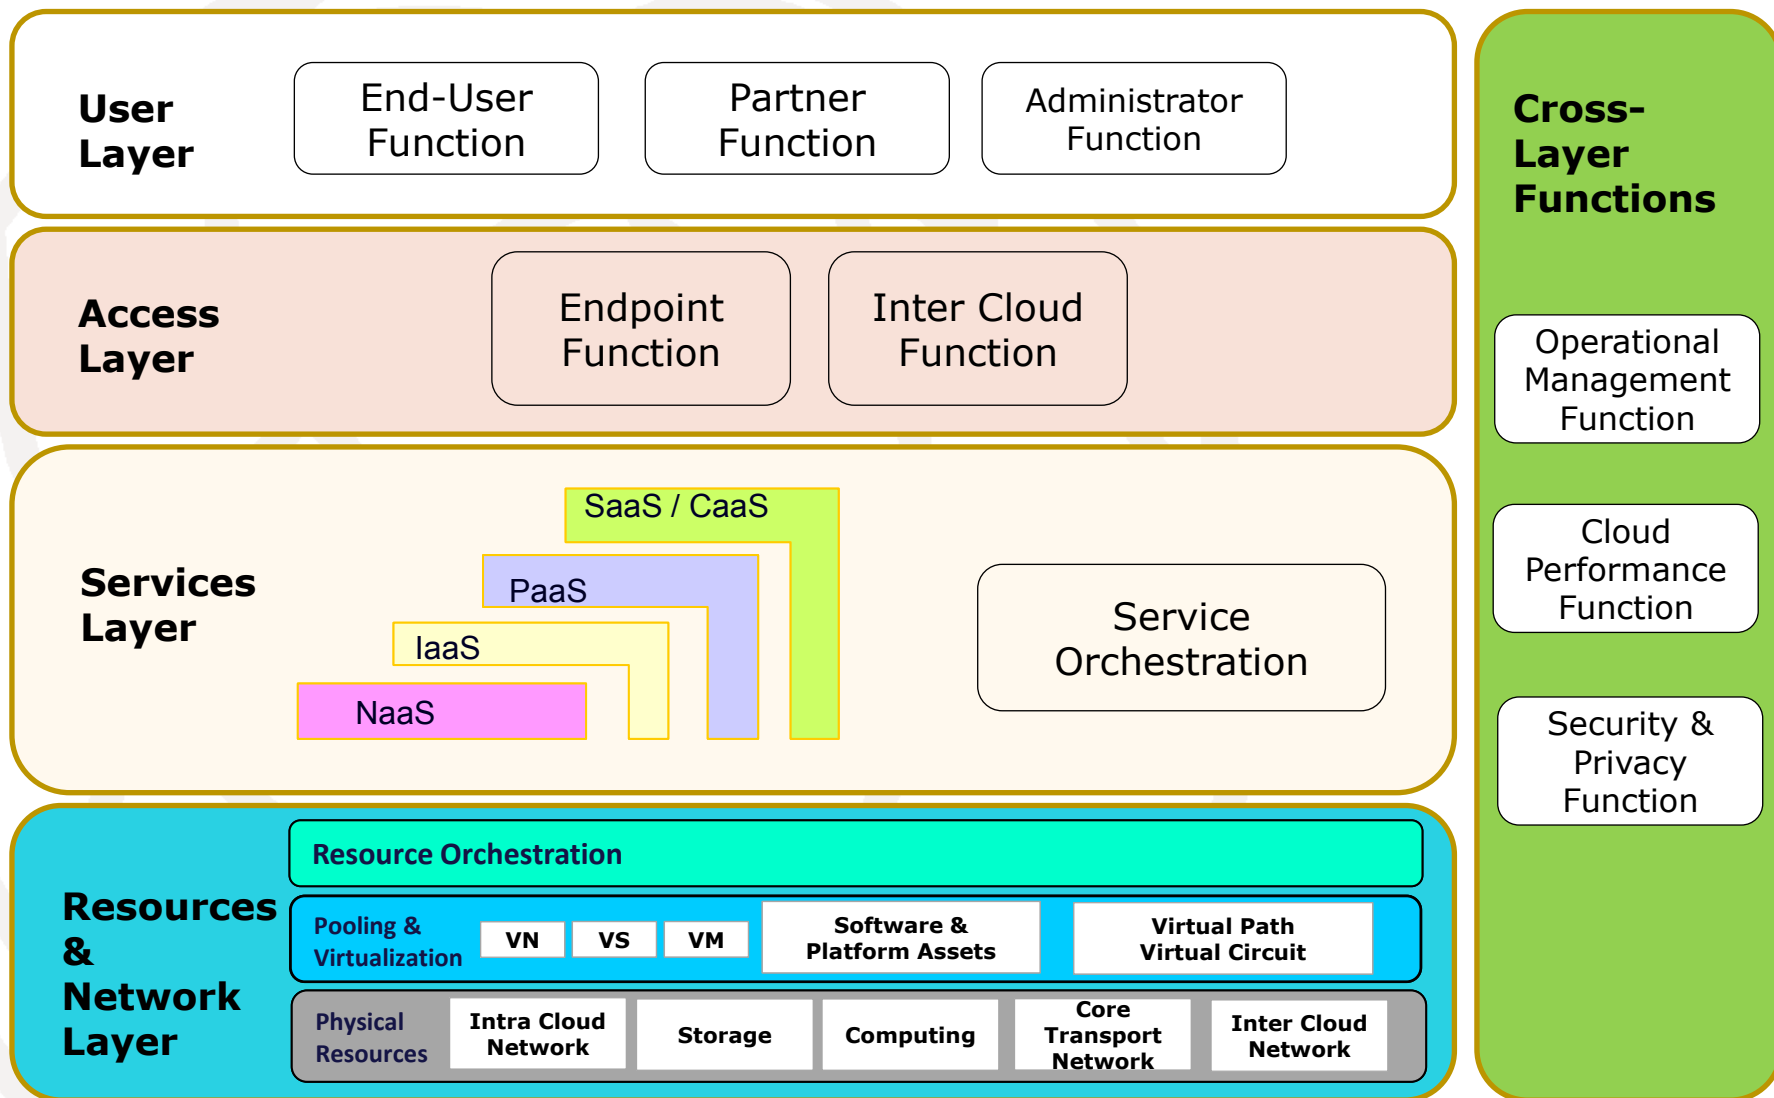 User
Layer
End-User
Function
Partner
Function
Administrator
Function
Access
Layer
Endpoint
Function
Inter Cloud
Function
Services
Layer
SaaS / CaaS
PaaS
IaaS
NaaS
Service
Orchestration
Resources
&
Network
Layer
Resource Orchestration
Pooling &
Virtualization
VN
VS
VM
Software &
Platform Assets
Virtual Path
Virtual Circuit
Physical
Resources
Intra Cloud
Network
Storage
Computing
Core
Transport
Network
Inter Cloud
Network
Cross-
Layer
Functions
Operational
Management
Function
Cloud
Performance
Function
Security &
Privacy
Function